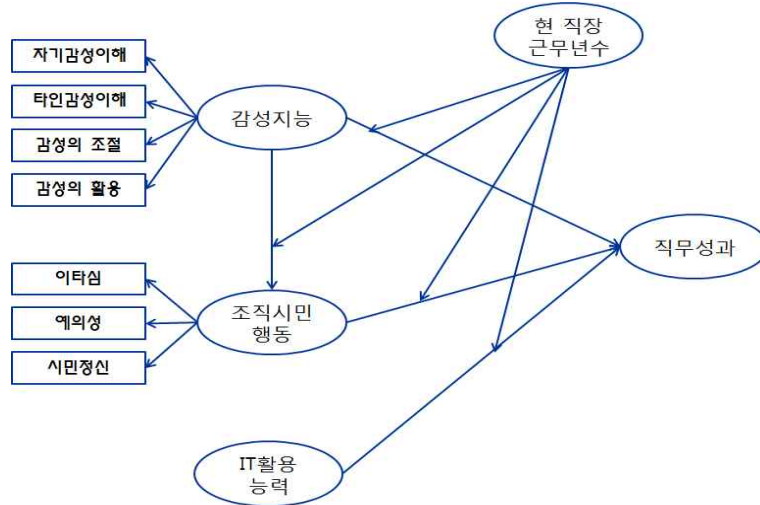 현 직장
근무년수
자기감성이해
타인감성이해
감성의 조절
감성의 활용
감성지능
직무성과
이타심
예의성
시민정신
조직시민
행동
IT활용
능력